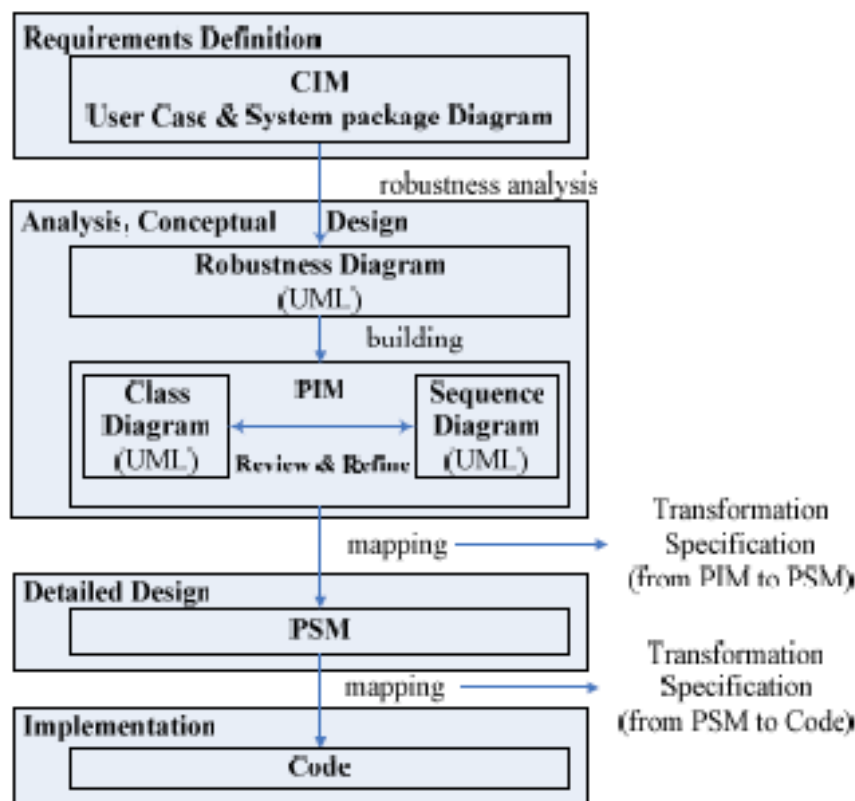 Requirements Definition
CIM
User Case & System package Diagram
robustness analysis
Analysis, Conceptual Design
Robustness Diagram
(UML)
building
Class
Diagram
(UML)
PIM
Review & Refine
Sequence
Diagram
(UML)
mapping
Transformation
Specification
(from PIM to PSM)
Detailed Design
PSM
mapping
Transformation
Specification
(from PSM to Code)
Implementation
Code